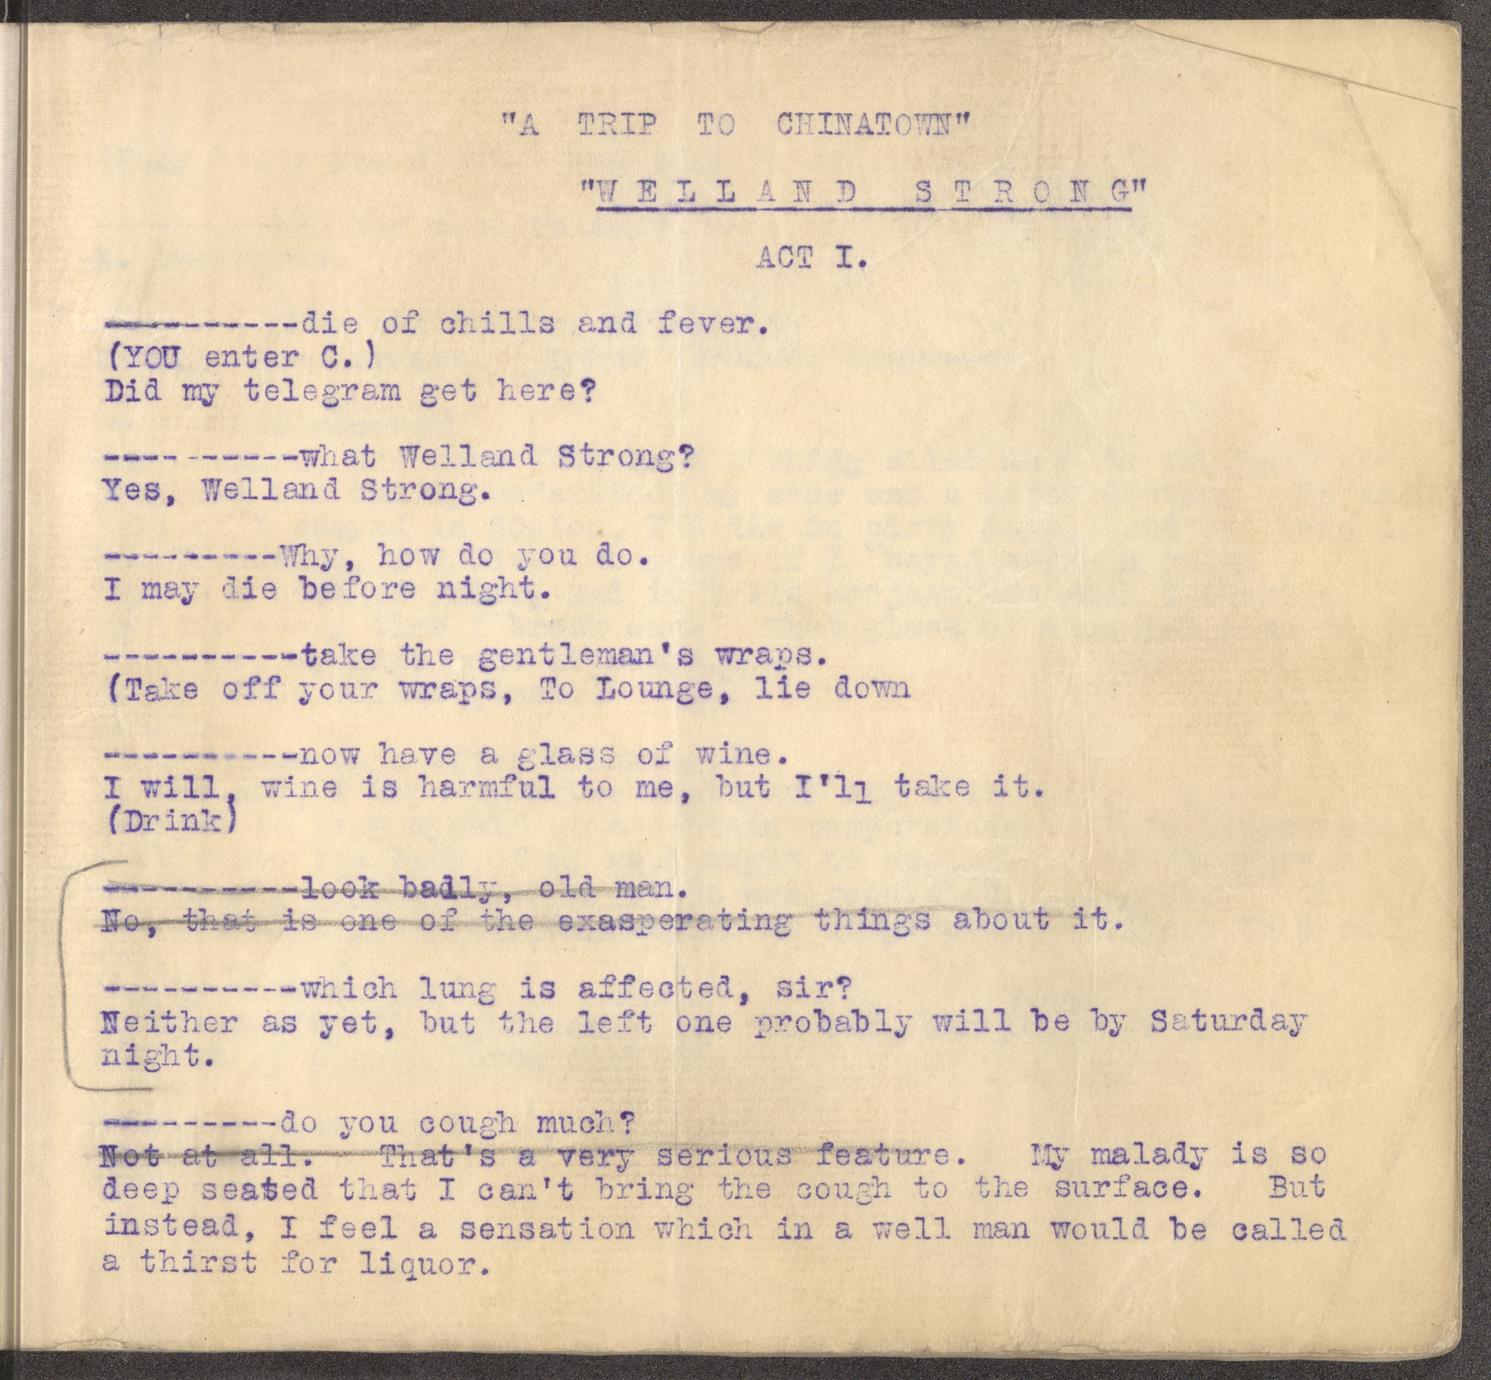 "A TRIP TO CHINATOWN"
"W E L L A N D   S T R O N G"
ACT I.
----------die of chills and fever.
(YOU enter C.)
Did my telegram get here?
----------what Welland Strong?
Yes, Welland Strong.
---------Why, how do you do.
I may die before night.
----------take the gentleman's wraps.
(Take off your wraps, To Lounge, lie down
----------now have a glass of wine.
I will, wine is harmful to me, but I'll take it.
(Drink)
----------look badly, old man.
No, that is one of the exasperating things about it.
----------which lung is affected, sir?
Neither as yet, but the left one probably will be by Saturday
night.
---------do you cough much?
Not at all.   That's a very serious feature.   My malady is so
deep seated that I can't bring the cough to the surface.   But
instead, I feel a sensation which in a well man would be called
a thirst for liquor.